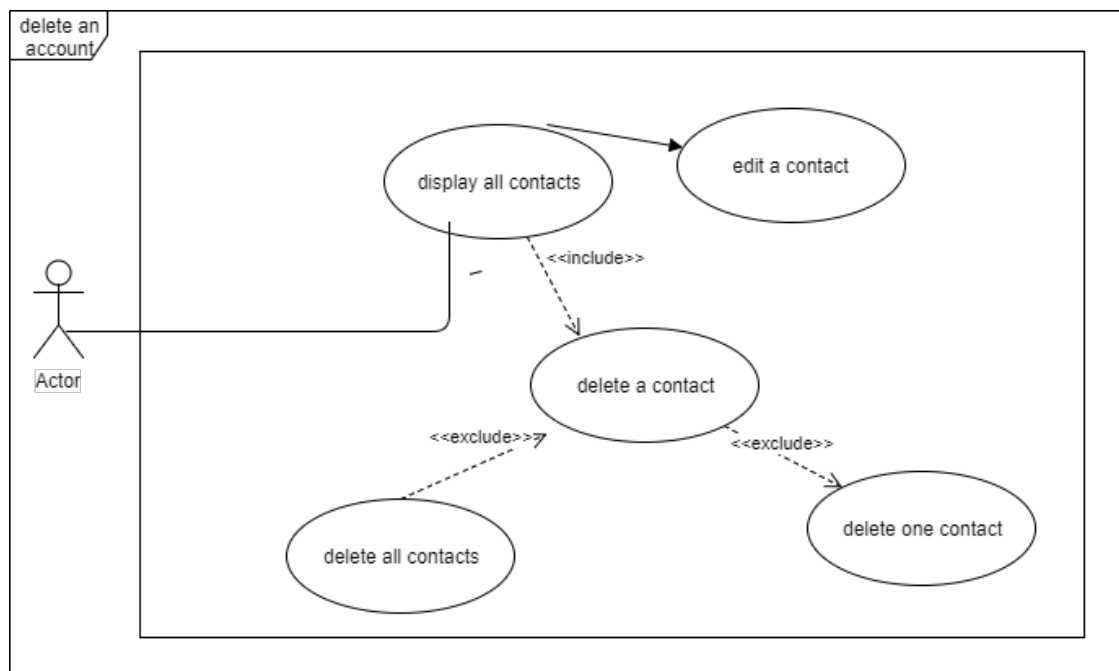 delete an
account
display all contacts
edit a contact
<<include>>
Actor
delete a contact
<<exclude>>
<<exclude>>
delete all contacts
delete one contact